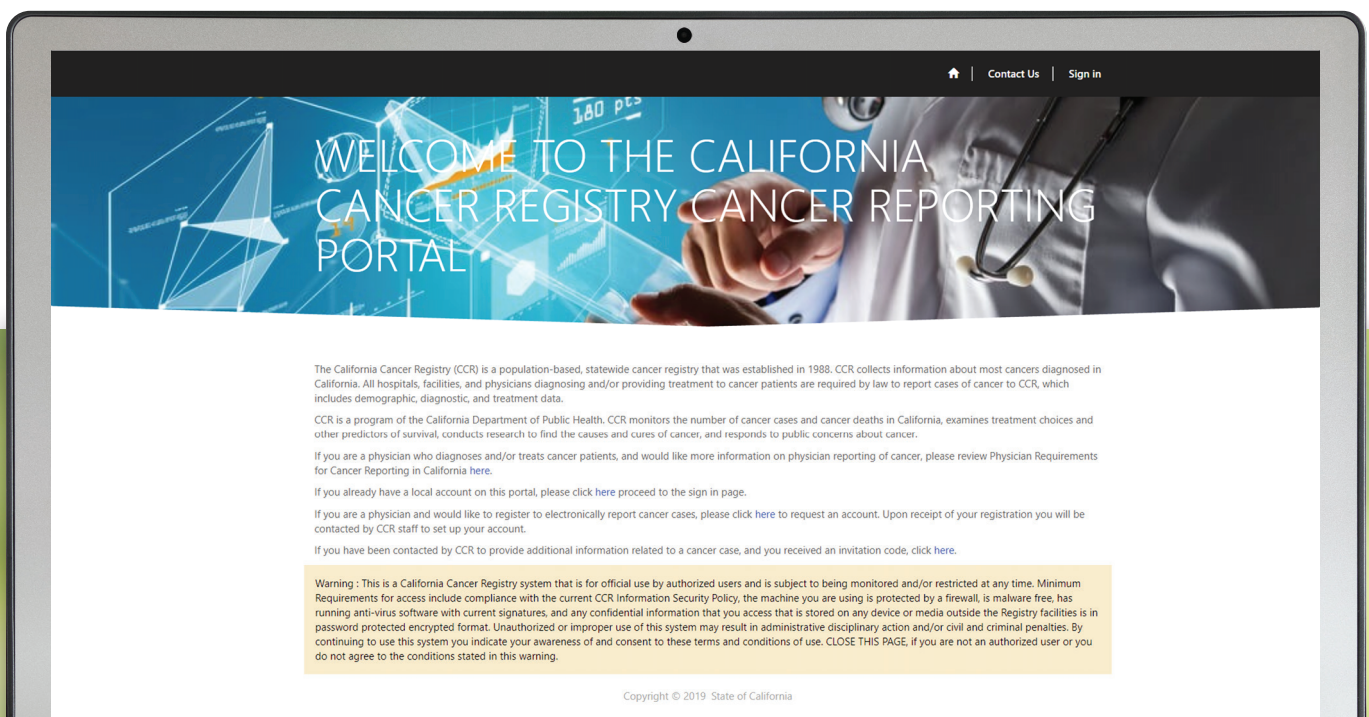 Contact Us
Sign in
180 pts
WELCOME TO THE CALIFORNIA
CANCER REGISTRY CANCER REPORTING
PORTAL
14
The California Cancer Registry (CCR) is a population-based, statewide cancer registry that was established in 1988. CCR collects information about most cancers diagnosed in
California. All hospitals, facilities, and physicians diagnosing and/or providing treatment to cancer patients are required by law to report cases of cancer to CCR, which
includes demographic, diagnostic, and treatment data.
CCR is a program of the California Department of Public Health. CCR monitors the number of cancer cases and cancer deaths in California, examines treatment choices and
other predictors of survival, conducts research to find the causes and cures of cancer, and responds to public concerns about cancer.
If you are a physician who diagnoses and/or treats cancer patients, and would like more information on physician reporting of cancer, please review Physician Requirements
for Cancer Reporting in California here.
If you already have a local account on this portal, please click here proceed to the sign in page.
If you are a physician and would like to register to electronically report cancer cases, please click here to request an account. Upon receipt of your registration you will be
contacted by CCR staff to set up your account.
If you have been contacted by CCR to provide additional information related to a cancer case, and you received an invitation code, click here.
Warning : This is a California Cancer Registry system that is for official use by authorized users and is subject to being monitored and/or restricted at any time. Minimum
Requirements for access include compliance with the current CCR Information Security Policy, the machine you are using is protected by a firewall, is malware free, has
running anti-virus software with current signatures, and any confidential information that you access that is stored on any device or media outside the Registry facilities is in
password protected encrypted format. Unauthorized or improper use of this system may result in administrative disciplinary action and/or civil and criminal penalties. By
continuing to use this system you indicate your awareness of and consent to these terms and conditions of use. CLOSE THIS PAGE, if you are not an authorized user or you
do not agree to the conditions stated in this warning.
Copyright © 2019 State of California